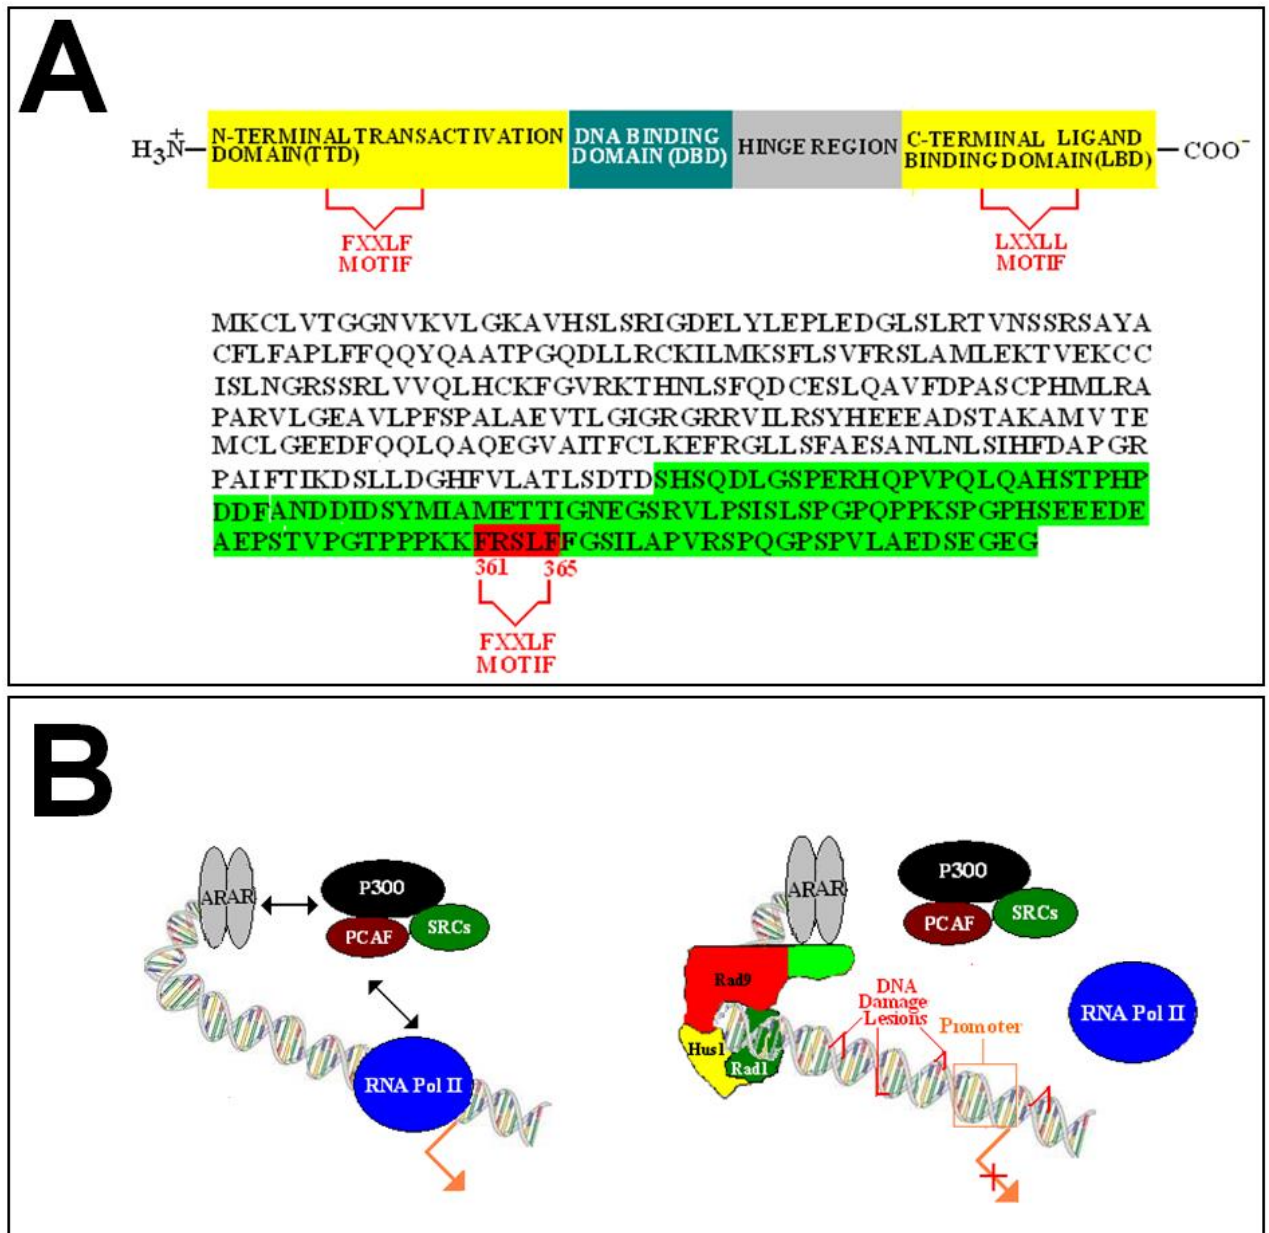 A
H3N+
N-TERMINAL TRANSACTIVATION
DOMAIN(TTD)
DNA BINDING
DOMAIN (DBD)
HINGE REGION
C-TERMINAL LIGAND
BINDING DOMAIN(LBD)
COO-
FXXLF
MOTIF
LXXLL
MOTIF
MKCLVTGGNVKVLGKAVHSLSRIGDELYLEPLEDGLSLRTVNSSRSAYA
CFLFAPLFFQQYQAATPGQDLLRCKILMKSFLSVFRSLAMLEKTVEKCC
ISLNGRSSRLVVQLHCKFGVRKTHNLSFQDCESLQAVFDPASCPHMLRA
PARVLGEAVLPFSPALAEVTLGIGRGRRVILRSYHEEEADSTAKAMVTE
MCLGEEDFQQLQAQEGVAITFCLKEFRGLLSFAESANLNLSIHFDAPGR
PAIFTIKDSLLDGHFVLATLSDTDSHSQDLGSPERHQPVPQLQAHSTPHP
DDFANDDIDSYMIAMETTIGNEGSRVLPSISLSPGPQPPKSPGPHSEEEDE
AEPSTVPGTPPPKKFRSLFFGSILAPVRSPQGPSPVLAEDSEGEG
361 365
FXXLF
MOTIF
B
ARAR
P300
PCAF
SRCs
RNA Pol II
ARAR
P300
PCAF
SRCs
Rad9
Hus1
Rad1
DNA
Damage
Lesions
Promoter
RNA Pol II